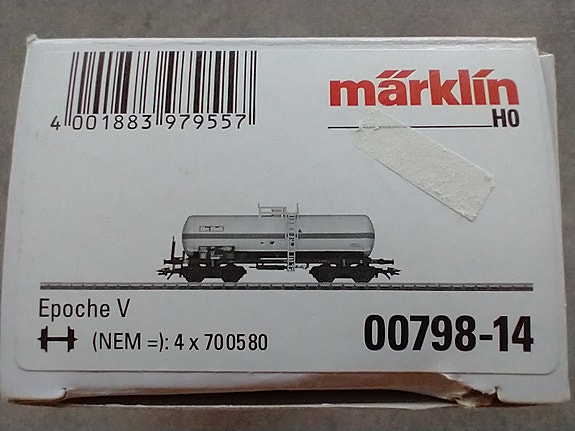 märklin
H0
4 001883 979557
Epoche V
(NEM =): 4 x 700580
00798-14